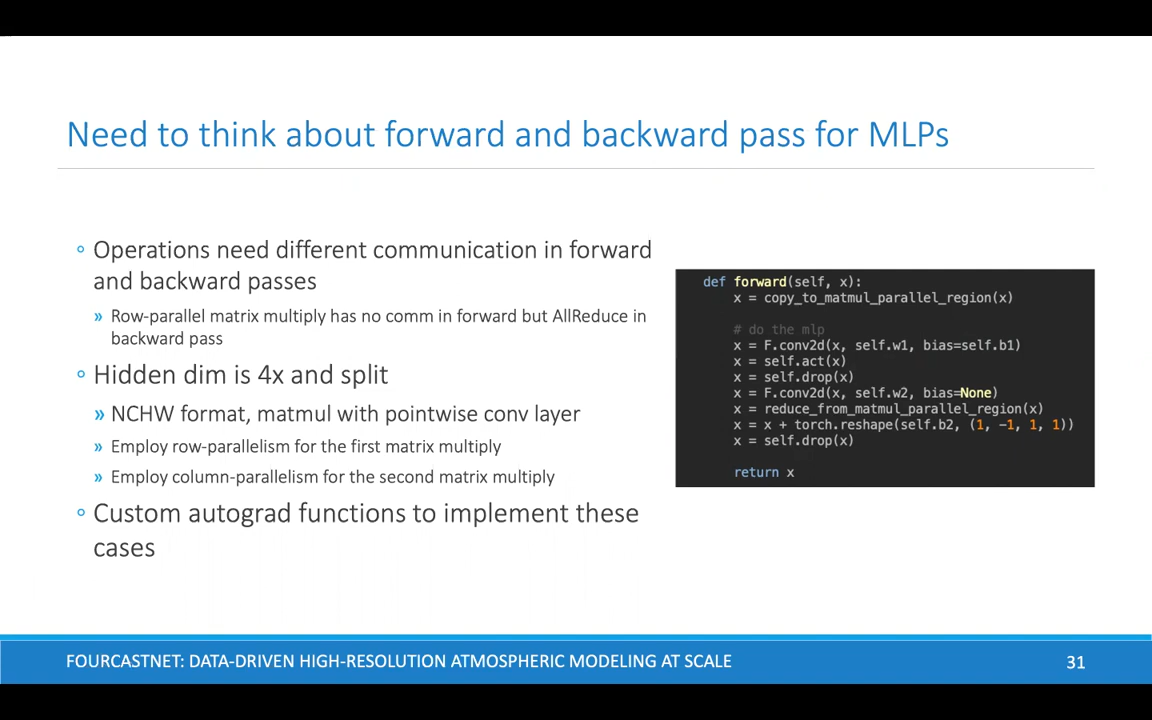 Need to think about forward and backward pass for MLPs
◦ Operations need different communication in forward
and backward passes
» Row-parallel matrix multiply has no comm in forward but AllReduce in
backward pass
◦ Hidden dim is 4x and split
» NCHW format, matmul with pointwise conv layer
» Employ row-parallelism for the first matrix multiply
» Employ column-parallelism for the second matrix multiply
◦ Custom autograd functions to implement these
cases
def forward(self, x):
x = copy_to_matmul_parallel_region(x)
# do the mlp
x = F.conv2d(x, self.w1, bias=self.b1)
x = self.act(x)
x = self.drop(x)
x = F.conv2d(x, self.w2, bias=None)
x = reduce_from_matmul_parallel_region(x)
x = x + torch.reshape(self.b2, (1, -1, 1, 1))
x = self.drop(x)
return x
FOURCASTNET: DATA-DRIVEN HIGH-RESOLUTION ATMOSPHERIC MODELING AT SCALE
31